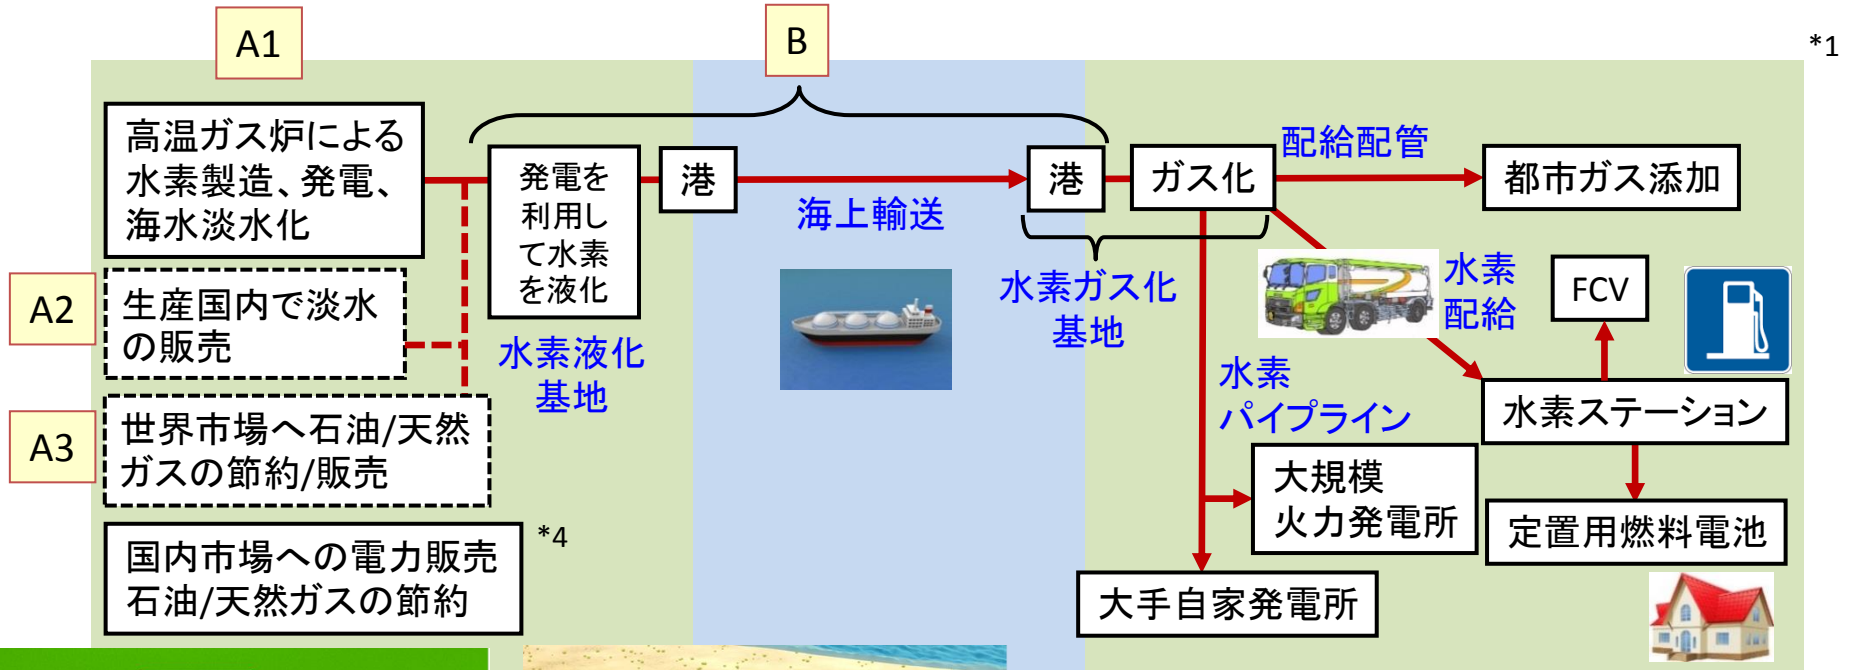 A1
B
*1
高温ガス炉による
水素製造、発電、
海水淡水化
発電を
利用し
て水素
を液化
港
海上輸送
港
ガス化
配給配管
都市ガス添加
A2
生産国内で淡水
の販売
水素液化
基地
水素ガス化
基地
水素
配給
FCV
A3
世界市場へ石油/天然
ガスの節約/販売
水素
パイプライン
水素ステーション
大規模
火力発電所
定置用燃料電池
*4
国内市場への電力販売
石油/天然ガスの節約
大手自家発電所